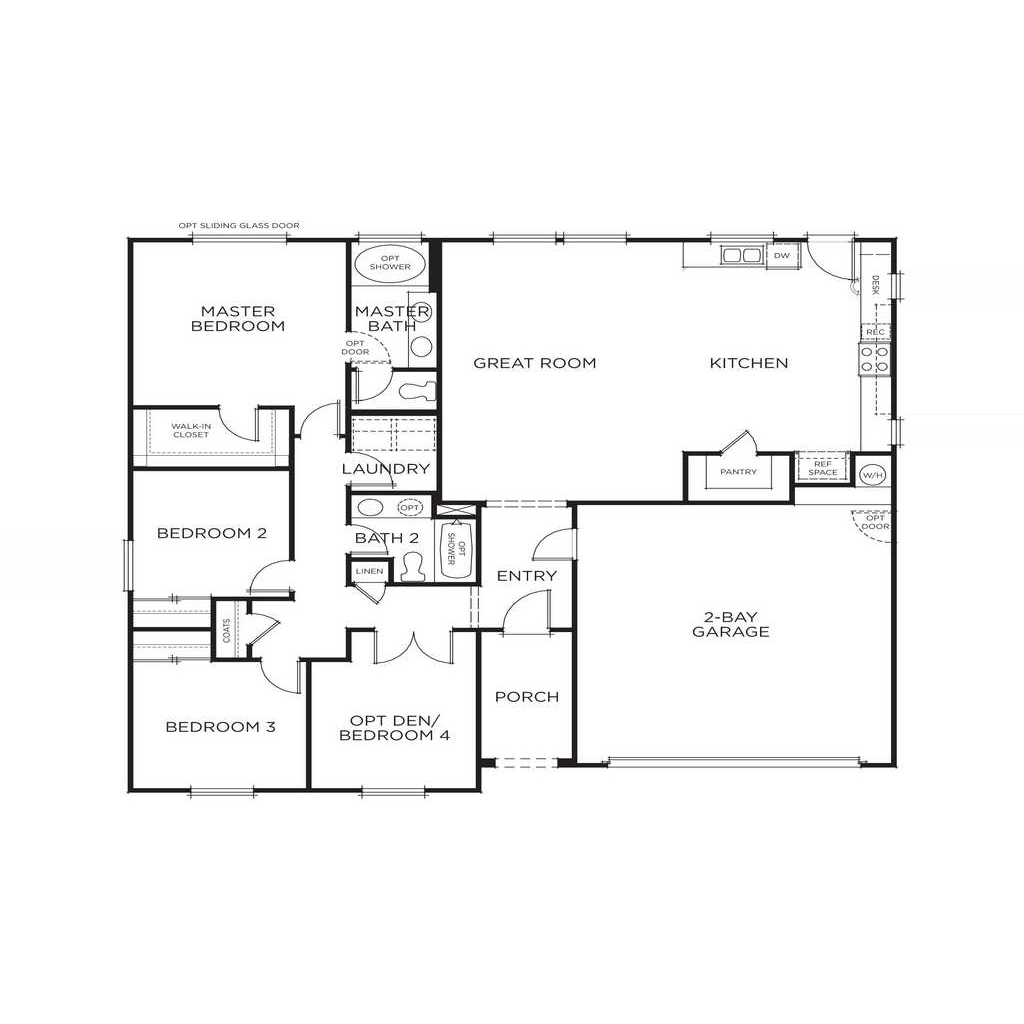 OPT SLIDING GLASS DOOR
OPT
SHOWER
DW
DESK
MASTER
BEDROOM
MASTER
BATH
REC
OPT
DOOR
GREAT ROOM
KITCHEN
WALK-IN
CLOSET
LAUNDRY
PANTRY
REF
SPACE
W/H
OPT
OPT
DOOR
BEDROOM 2
BATH 2
OPT
SHOWER
LINEN
ENTRY
COATS
2-BAY
GARAGE
PORCH
BEDROOM 3
OPT DEN/
BEDROOM 4